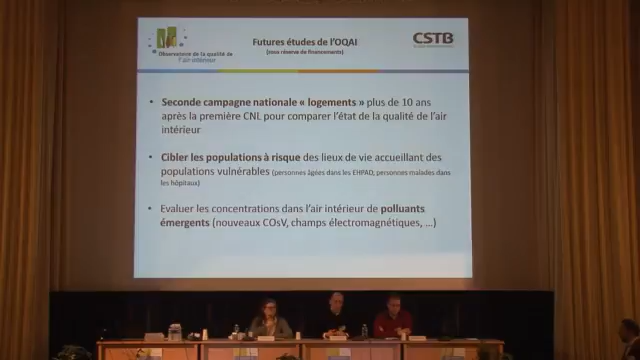 Futures études de l'OQAI
(sous réserve de financements)
CSTB
Observatoire de la qualité de
l'air intérieur
• Seconde campagne nationale « logements » plus de 10 ans
après la première CNL pour comparer l'état de la qualité de l'air
intérieur
• Cibler les populations à risque des lieux de vie accueillant des
populations vulnérables (personnes âgées dans les EHPAD, personnes malades dans
les hôpitaux)
• Evaluer les concentrations dans l'air intérieur de polluants
émergents (nouveaux COsV, champs électromagnétiques, ...)